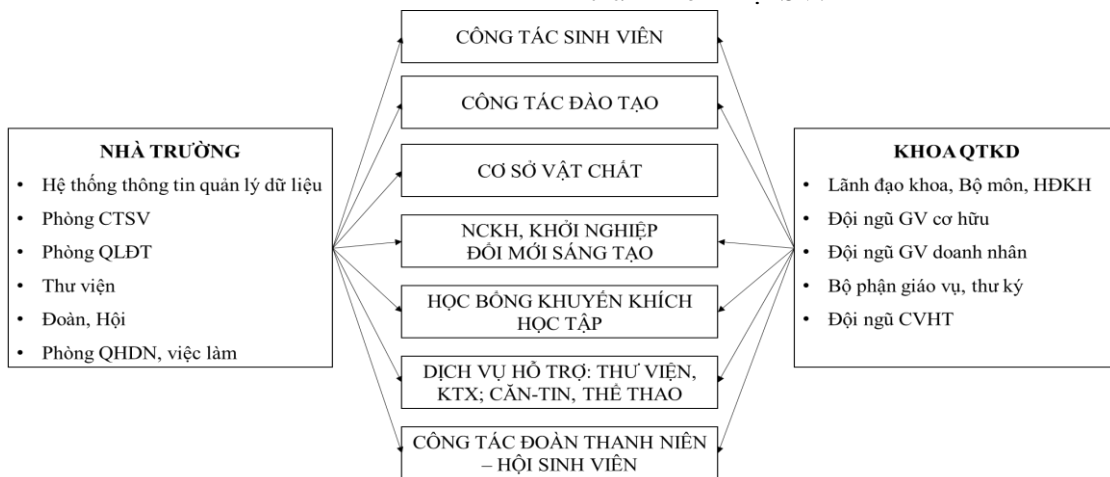 CÔNG TÁC SINH VIÊN
CÔNG TÁC ĐÀO TẠO
NHÀ TRƯỜNG
• Hệ thống thông tin quản lý dữ liệu
• Phòng CTSV
• Phòng QLĐT
• Thư viện
• Đoàn, Hội
• Phòng QHDN, việc làm
CƠ SỞ VẬT CHẤT
NCKH, KHỞI NGHIỆP
ĐỔI MỚI SÁNG TẠO
HỌC BỔNG KHUYẾN KHÍCH
HỌC TẬP
DỊCH VỤ HỖ TRỢ: THƯ VIỆN,
KTX; CĂN-TIN, THỂ THAO
CÔNG TÁC ĐOÀN THANH NIÊN
– HỘI SINH VIÊN
KHOA QTKD
• Lãnh đạo khoa, Bộ môn, HĐKH
• Đội ngũ GV cơ hữu
• Đội ngũ GV doanh nhân
• Bộ phận giáo vụ, thư ký
• Đội ngũ CVHT